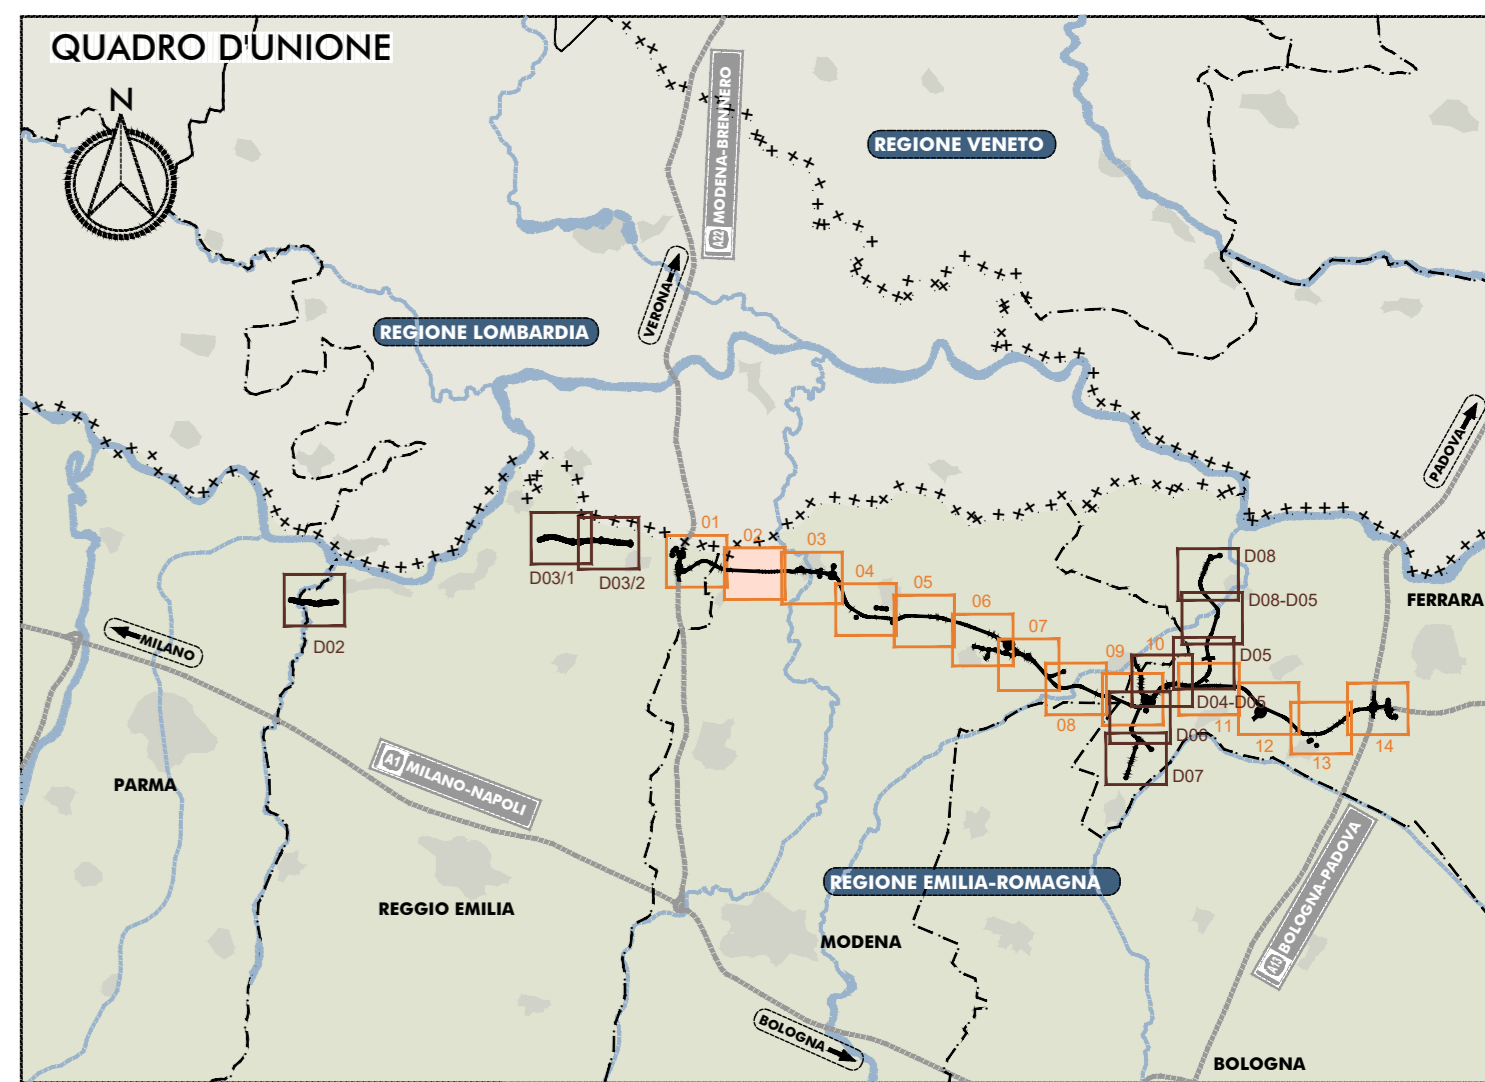 QUADRO D'UNIONE
N
A22 MODENA-BRENNERO
REGIONE VENETO
VERONA
REGIONE LOMBARDIA
PADOVA
01
02
03
04
05
06
07
08
09
10
11
12
13
14
D03/1
D03/2
D02
D08
D08-D05
D05
D04-D05
D06
D07
FERRARA
MILANO
PARMA
A1 MILANO-NAPOLI
REGGIO EMILIA
REGIONE EMILIA-ROMAGNA
MODENA
A13 BOLOGNA-PADOVA
BOLOGNA
BOLOGNA